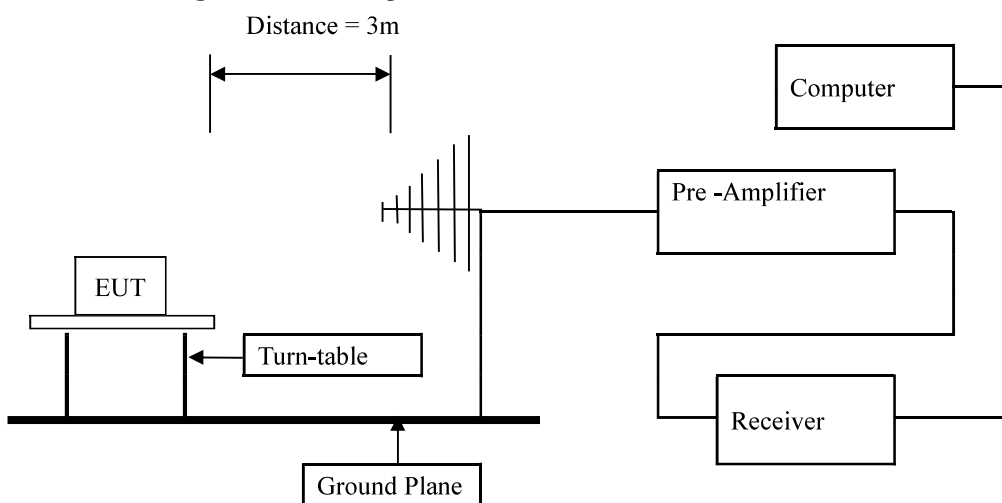 Distance = 3m
Computer
Pre -Amplifier
EUT
Turn-table
Receiver
Ground Plane